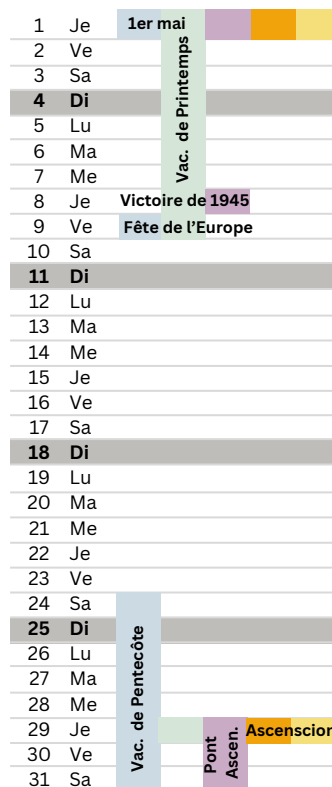 1 Je 1er mai
2 Ve
3 Sa
4 Di
5 Lu
6 Ma
7 Me
Vac. de Printemps
8 Je Victoire de 1945
9 Ve Fête de l'Europe
10 Sa
11 Di
12 Lu
13 Ma
14 Me
15 Je
16 Ve
17 Sa
18 Di
19 Lu
20 Ma
21 Me
22 Je
23 Ve
24 Sa
25 Di
26 Lu
27 Ma
28 Me
Vac. de Pentecôte
29 Je Ascenscion
30 Ve
31 Sa
Pont
Ascen.